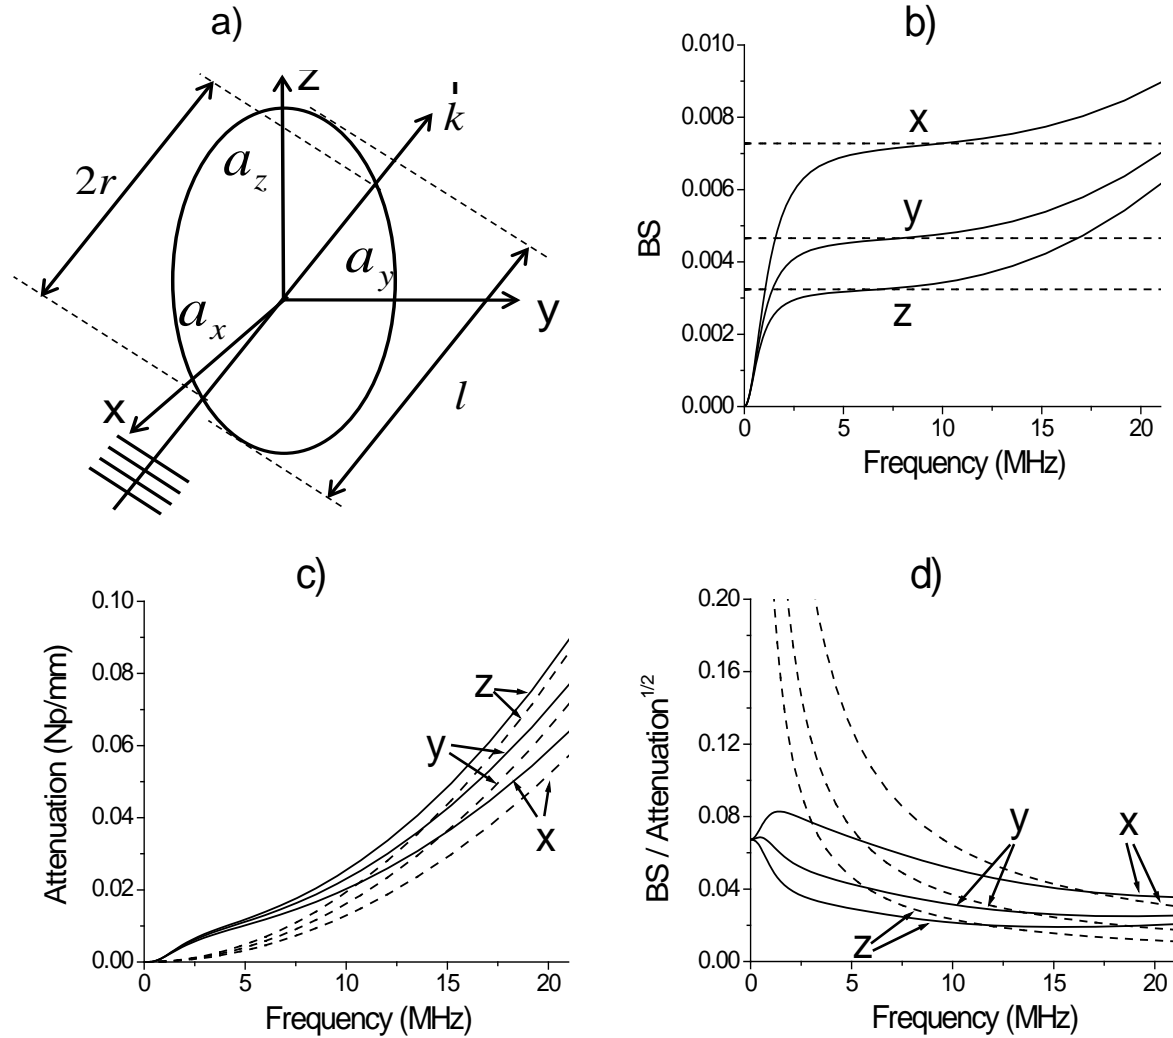 a)
z
k
2r
a_z
a_y
y
a_x
x
l
b)
0.010
0.008
0.006
0.004
0.002
0.000
BS
x
y
z
0 5 10 15 20
Frequency (MHz)
c)
0.10
0.08
0.06
0.04
0.02
0.00
Attenuation (Np/mm)
z
y
x
0 5 10 15 20
Frequency (MHz)
d)
0.20
0.16
0.12
0.08
0.04
0.00
BS / Attenuation^1/2
y
x
z
0 5 10 15 20
Frequency (MHz)